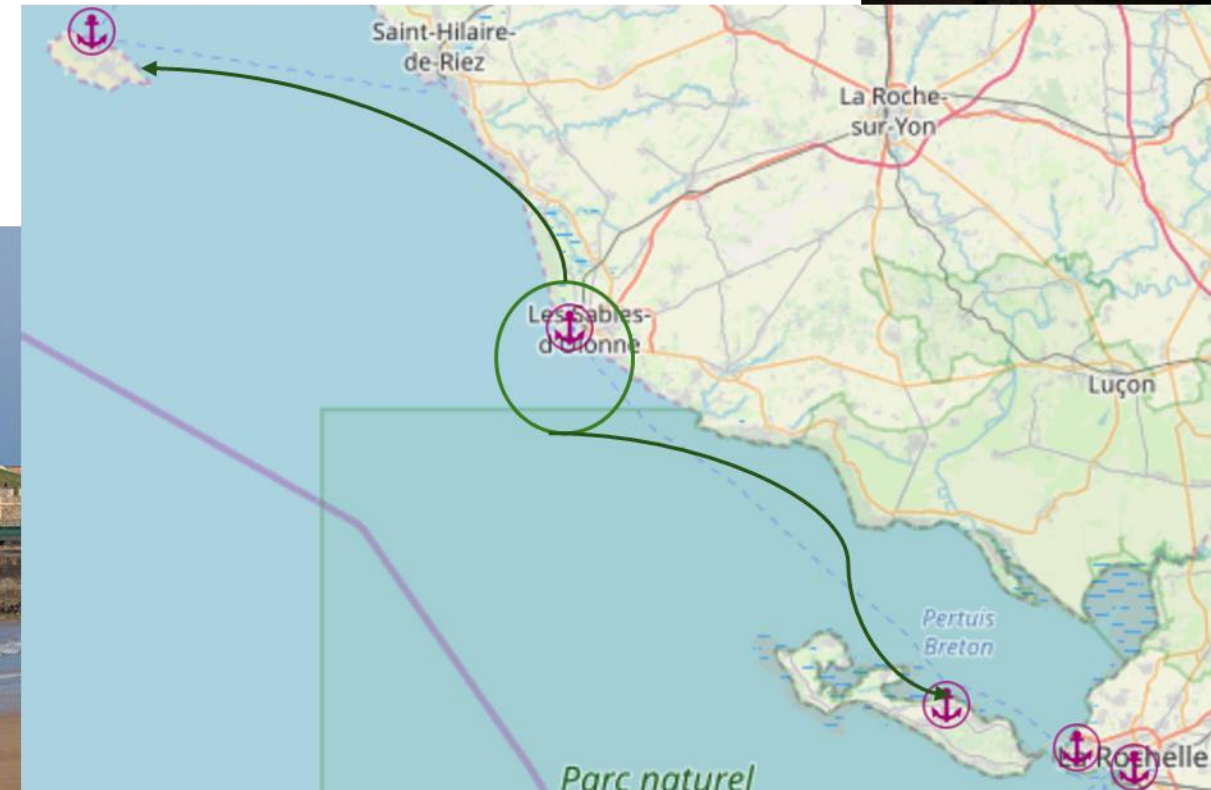 Saint-Hilaire-
de-Riez
La Roche-
sur-Yon
Les Sables-
d'Olonne
Luçon
Pertuis
Breton
La Rochelle
Parc naturel